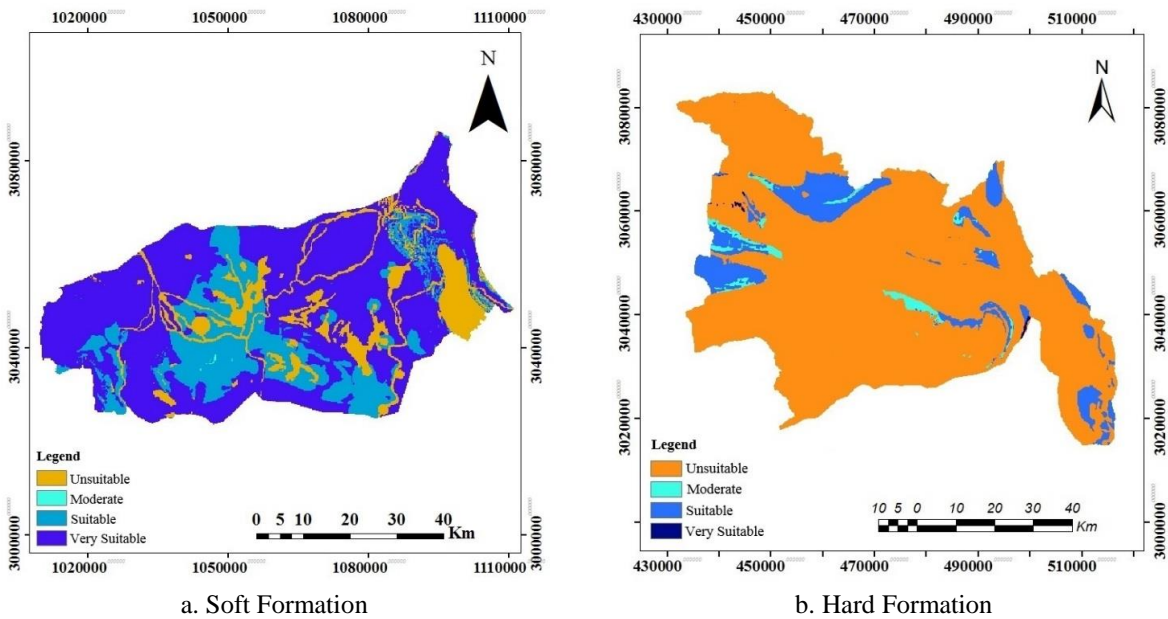 1020000 1050000 1080000 1110000
N
3080000
3080000
3040000
3040000
Legend
Unsuitable
Moderate
Suitable
Very Suitable
0 5 10 20 30 40
Km
3000000
3000000
1020000 1050000 1080000 1110000
a. Soft Formation
430000 450000 470000 490000 510000
N
3080000
3080000
3060000
3060000
3040000
3040000
3020000
3020000
Legend
Unsuitable
Moderate
Suitable
Very Suitable
10 5 0 10 20 30 40
Km
3000000
430000 450000 470000 490000 510000
b. Hard Formation